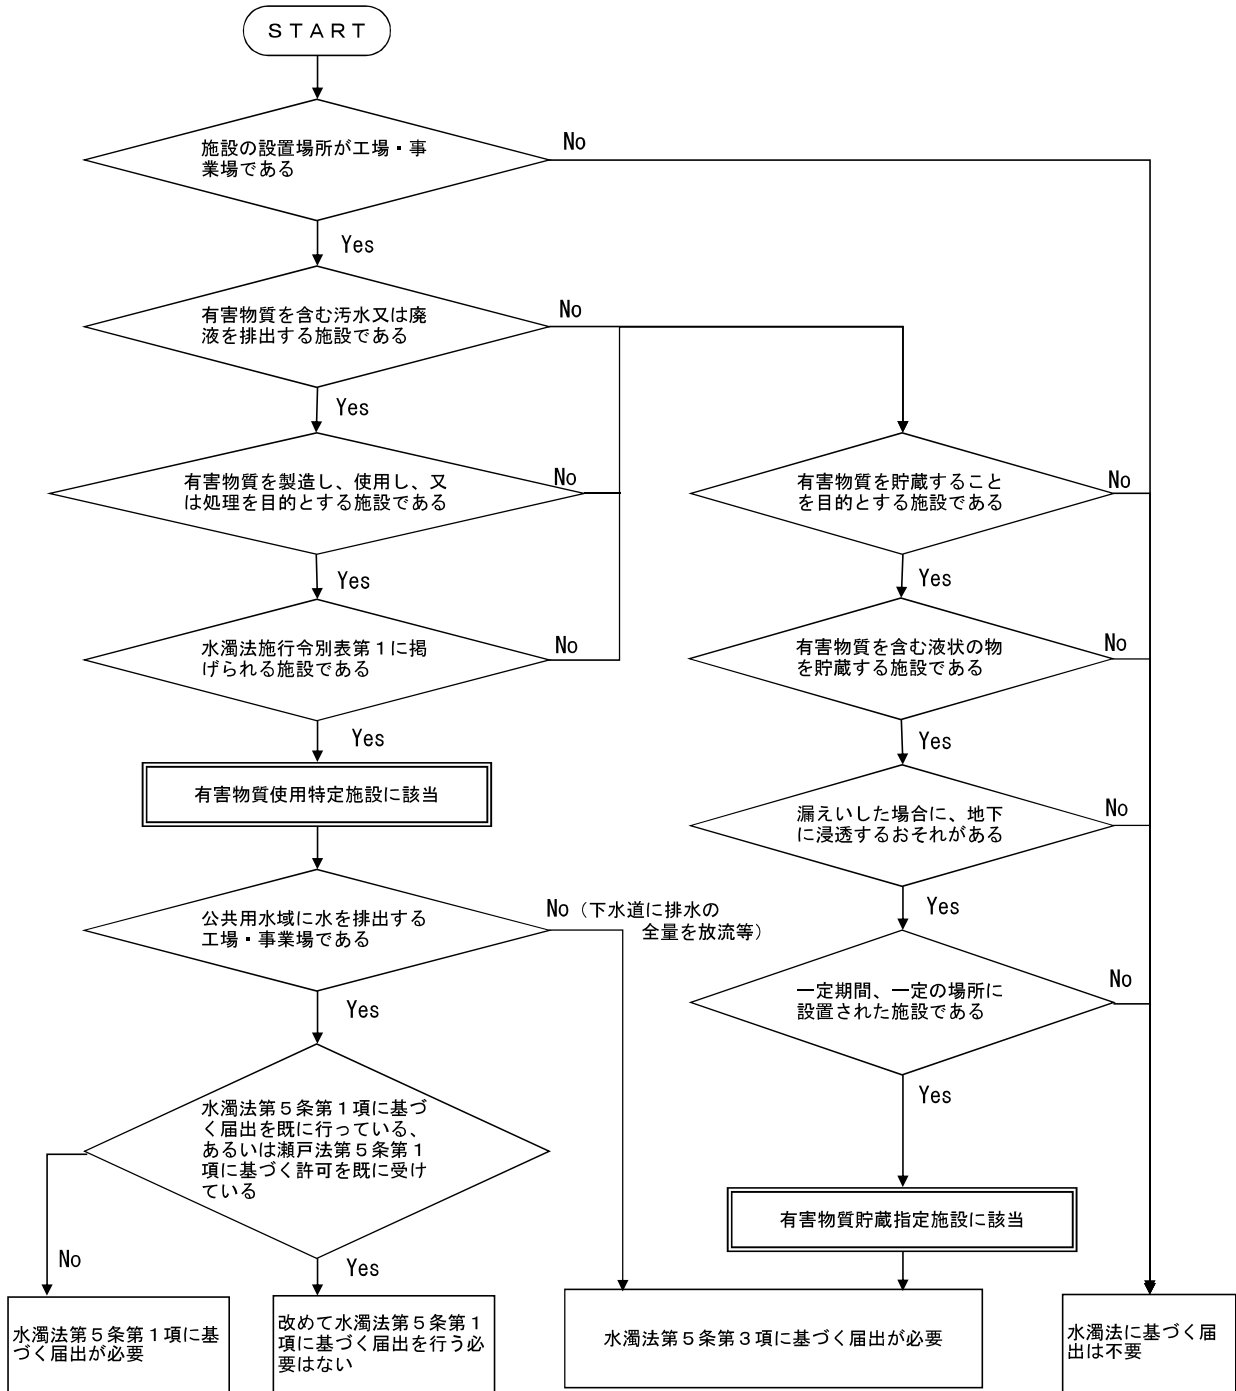 START
施設の設置場所が工場・事
業場である
No
Yes
有害物質を含む汚水又は廃
液を排出する施設である
No
Yes
有害物質を製造し、使用し、又
は処理を目的とする施設である
No
Yes
水濁法施行令別表第１に掲
げられる施設である
No
Yes
有害物質使用特定施設に該当
公共用水域に水を排出する
工場・事業場である
No（下水道に排水の
全量を放流等）
Yes
水濁法第５条第１項に基づ
く届出を既に行っている、
あるいは瀬戸法第５条第１
項に基づく許可を既に受け
ている
No
Yes
水濁法第５条第１項に基
づく届出が必要
改めて水濁法第５条第１
項に基づく届出を行う必
要はない
有害物質を貯蔵すること
を目的とする施設である
No
Yes
有害物質を含む液状の物
を貯蔵する施設である
No
Yes
漏えいした場合に、地下
に浸透するおそれがある
No
Yes
一定期間、一定の場所に
設置された施設である
No
Yes
有害物質貯蔵指定施設に該当
水濁法第５条第３項に基づく届出が必要
水濁法に基づく届
出は不要